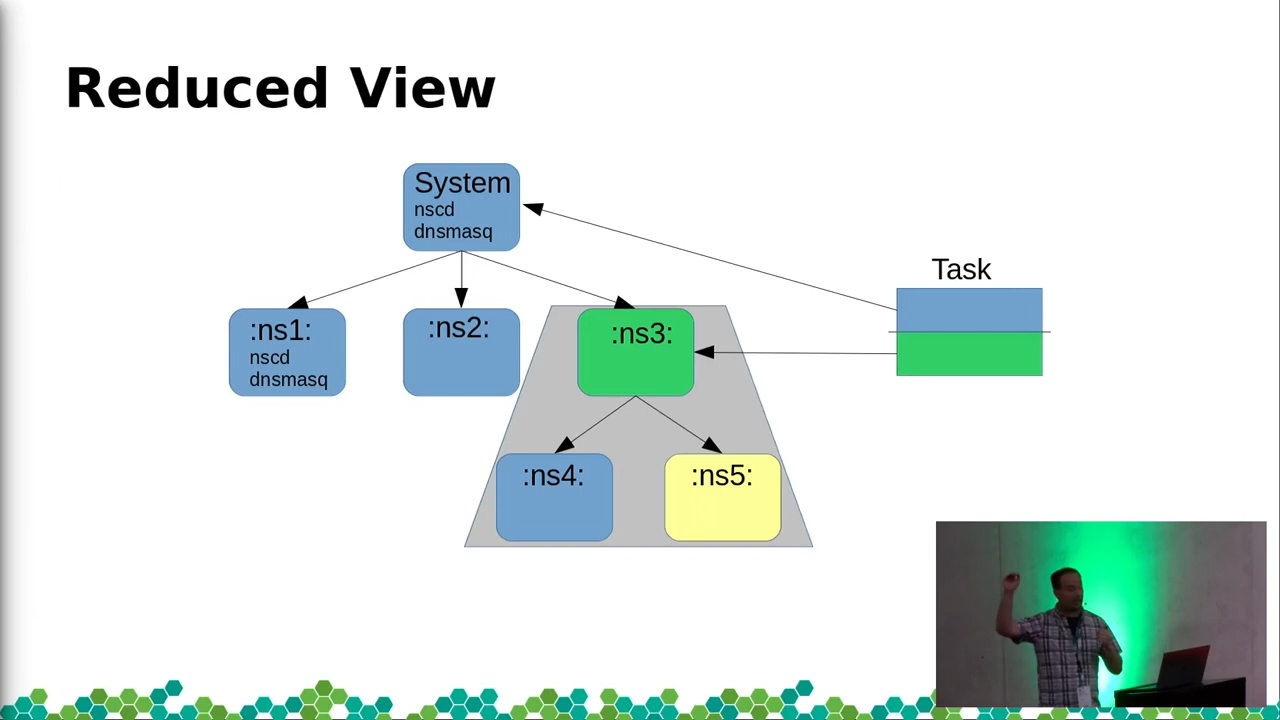 Reduced View
System
nscd
dnsmasq
Task
:ns1:
nscd
dnsmasq
:ns2:
:ns3:
:ns4:
:ns5: